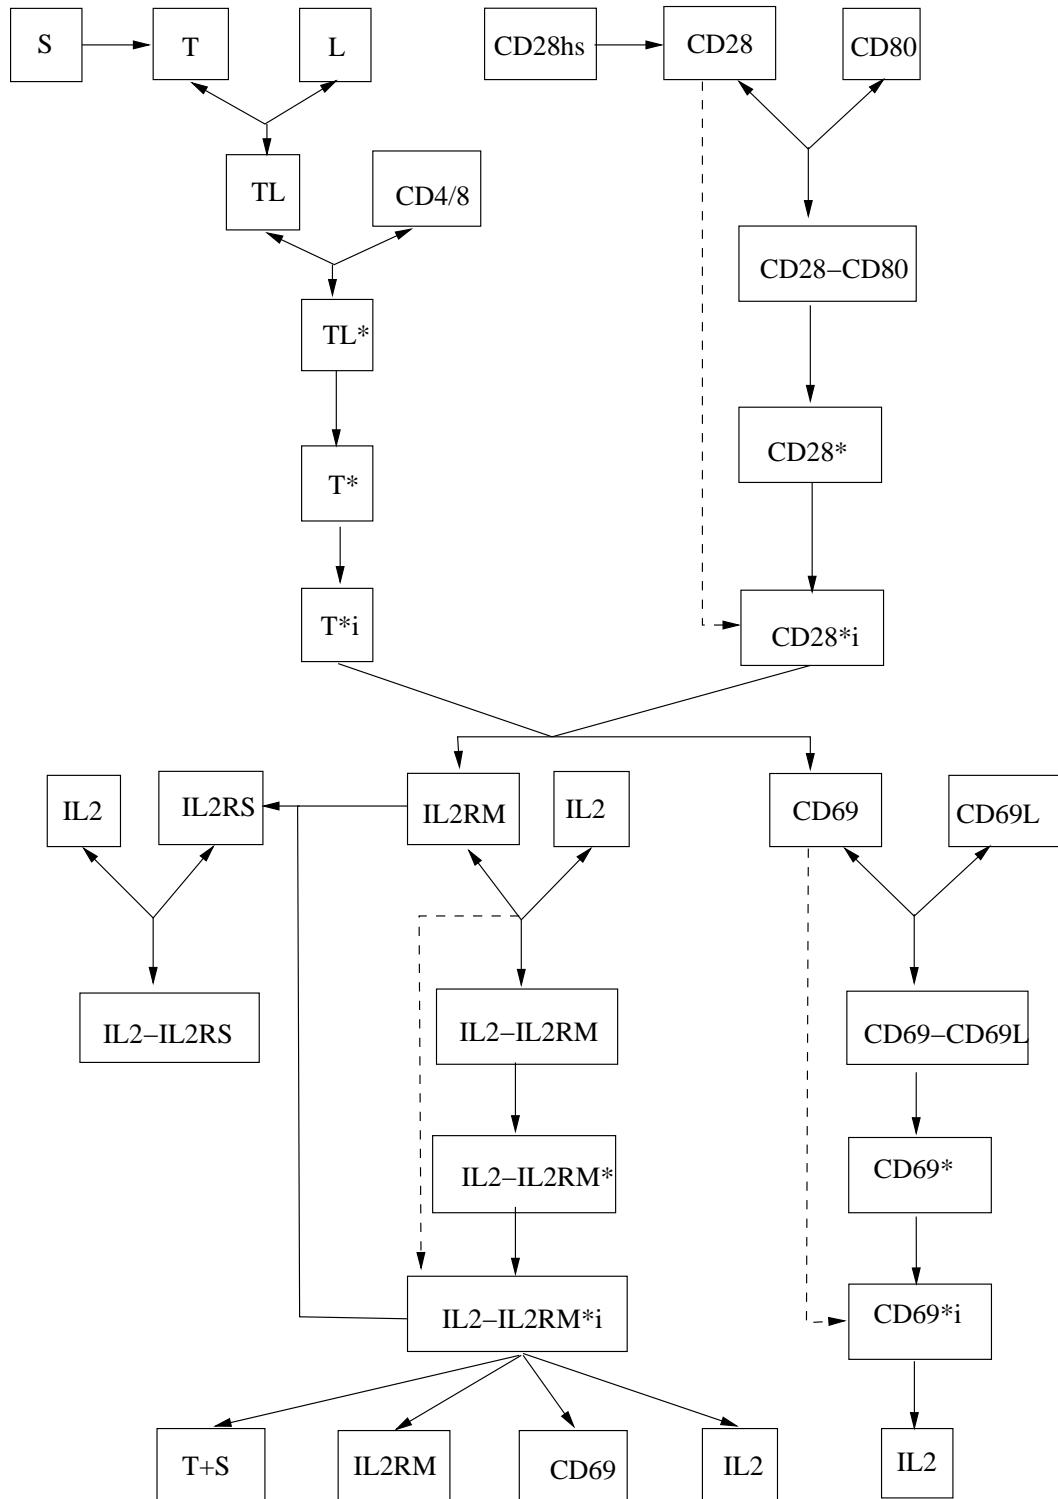 S
T
L
CD28hs
CD28
CD80
TL
CD4/8
CD28−CD80
TL*
CD28*
T*
T*i
CD28*i
IL2
IL2RS
IL2RM
IL2
CD69
CD69L
IL2−IL2RS
IL2−IL2RM
CD69−CD69L
IL2−IL2RM*
CD69*
IL2−IL2RM*i
CD69*i
T+S
IL2RM
CD69
IL2
IL2